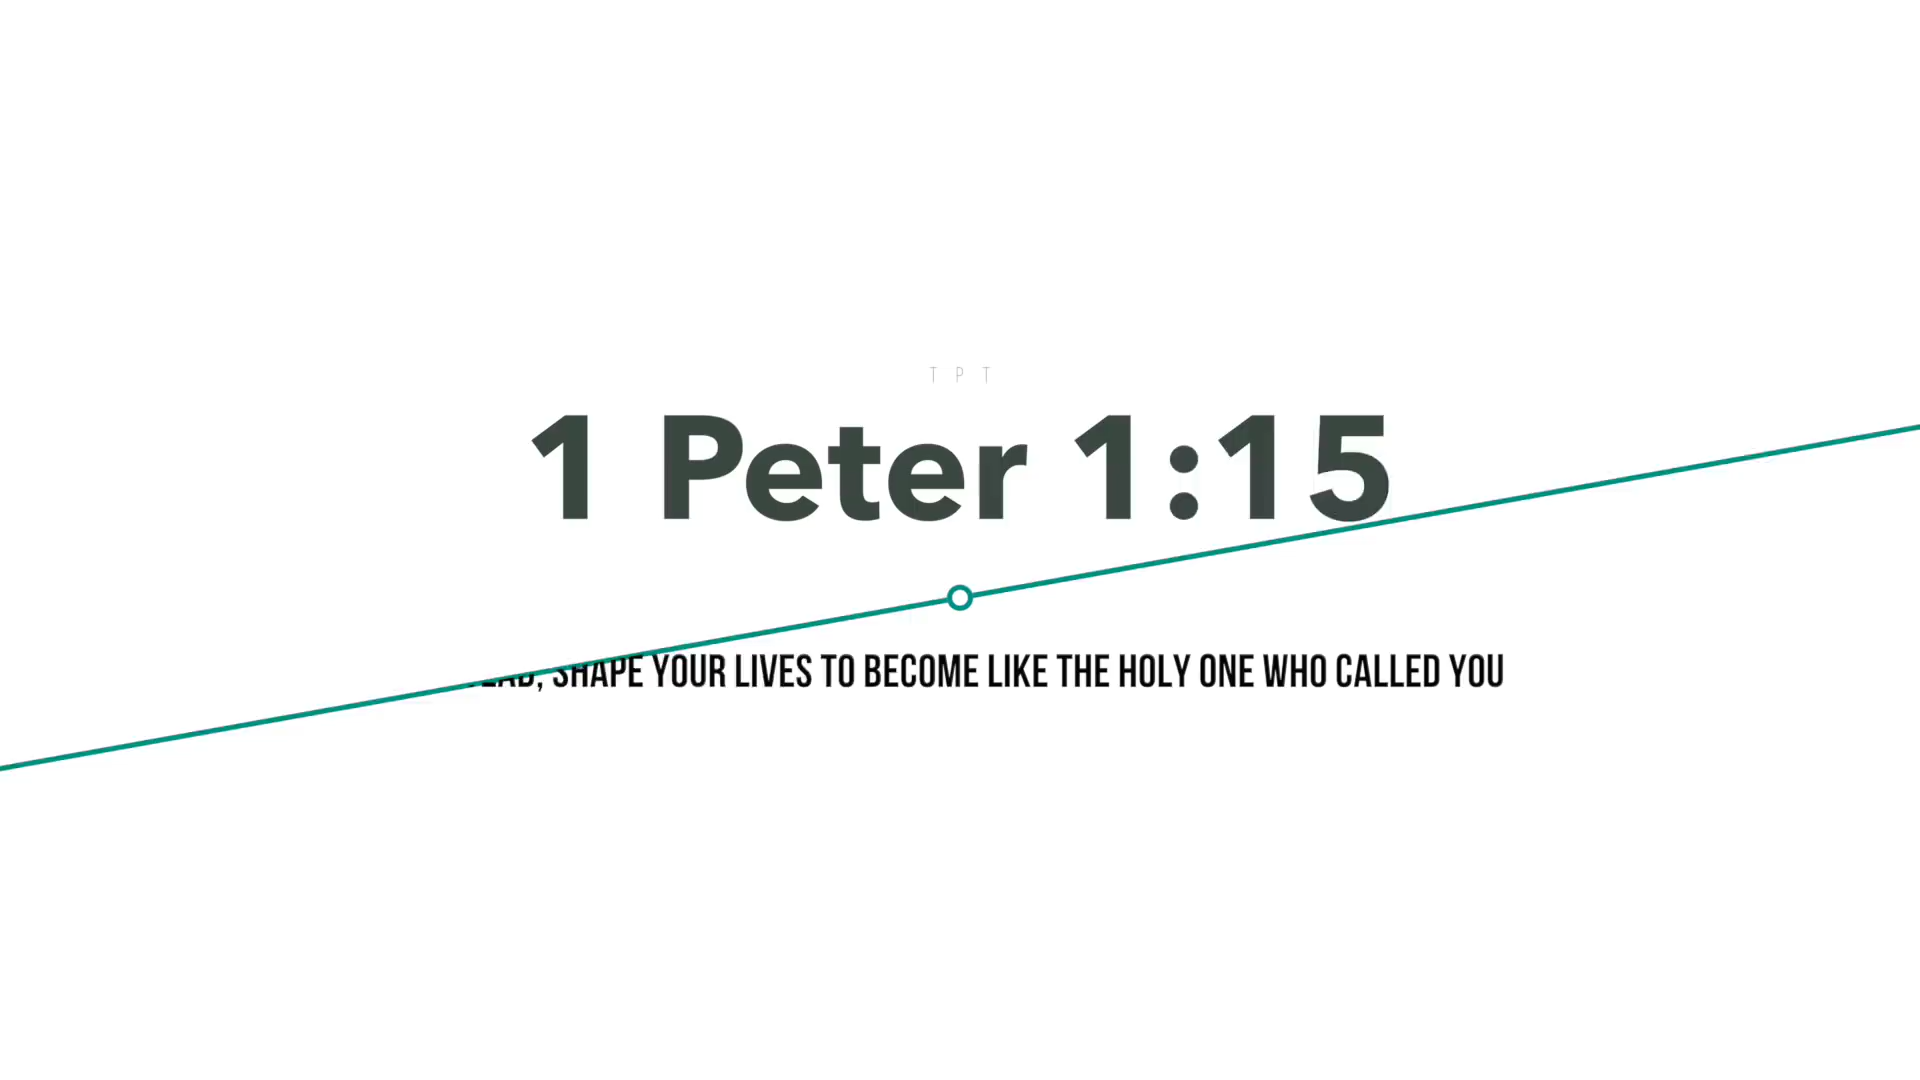 TPT
1 Peter 1:15
SHAPE YOUR LIVES TO BECOME LIKE THE HOLY ONE WHO CALLED YOU